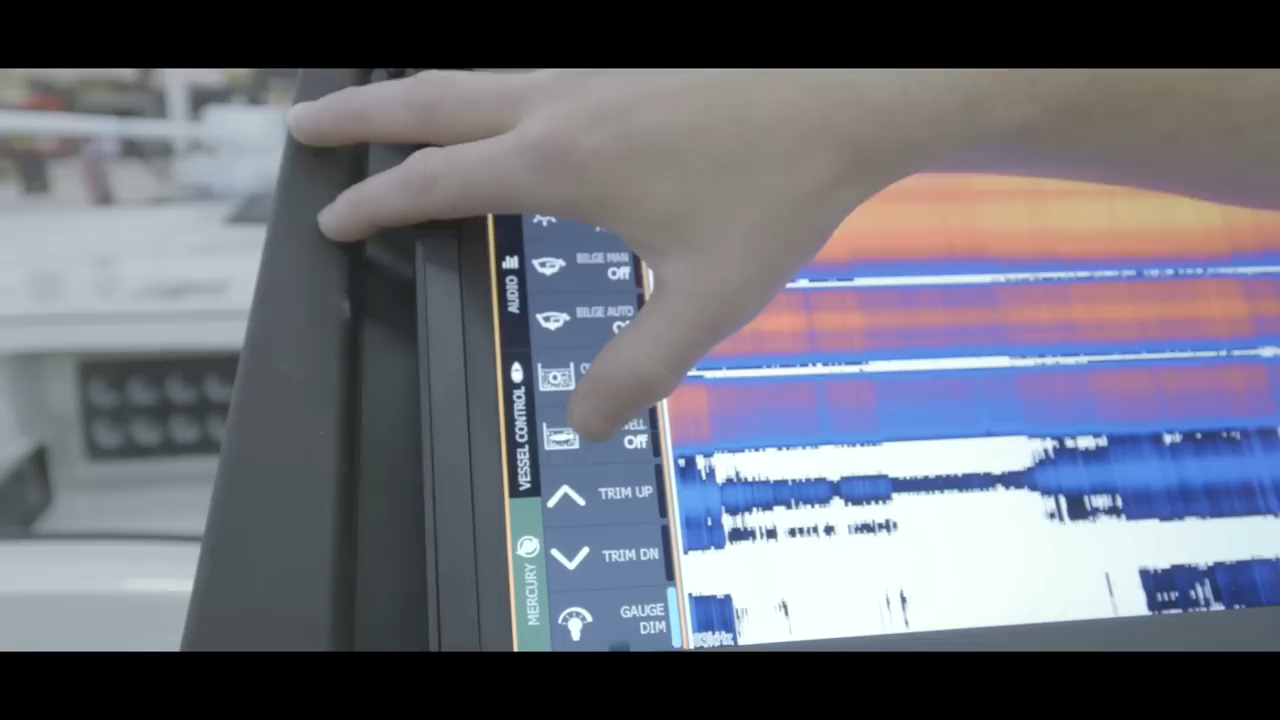 AUDIO
VESSEL CONTROL
MERCURY
BILGE MAN
Off
BILGE AUTO
Off
TRIM UP
TRIM DN
GAUGE
DIM